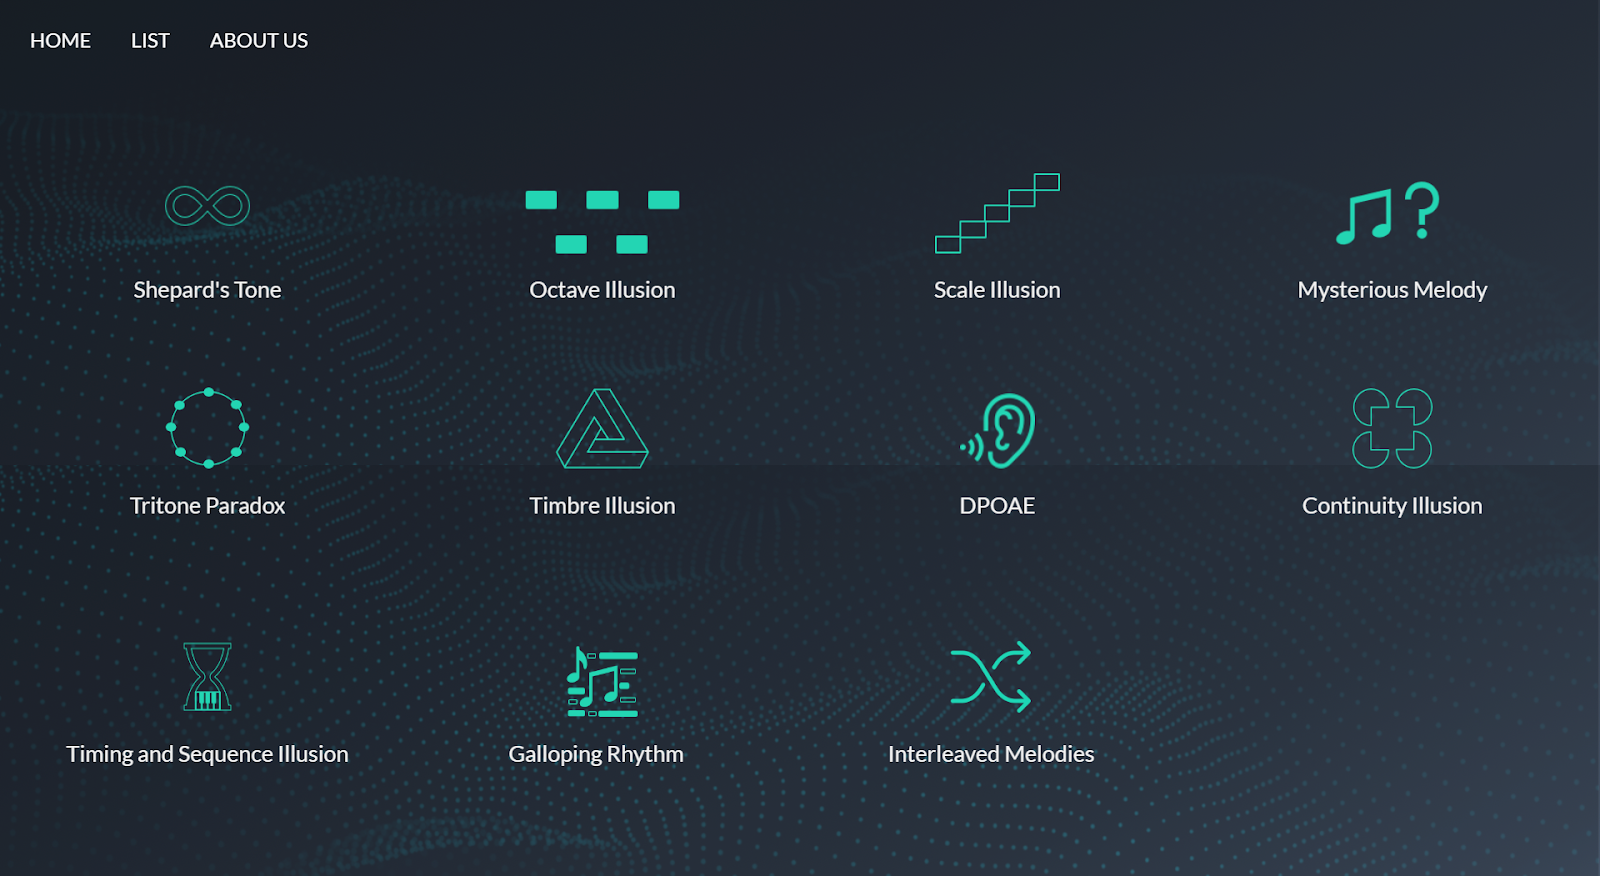 HOME LIST ABOUT US
Shepard's Tone
Octave Illusion
Scale Illusion
Mysterious Melody
Tritone Paradox
Timbre Illusion
DPOAE
Continuity Illusion
Timing and Sequence Illusion
Galloping Rhythm
Interleaved Melodies